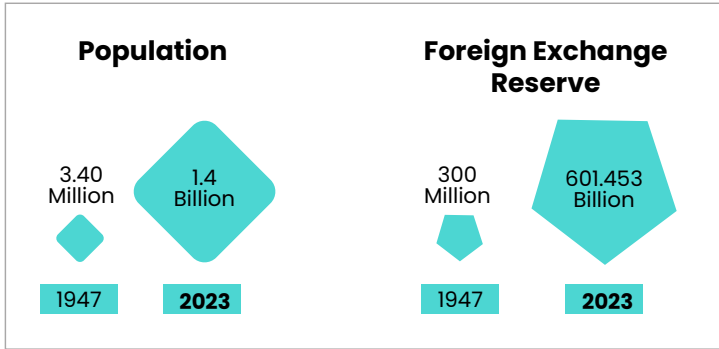 Population
3.40
Million
1.4
Billion
1947
2023
Foreign Exchange
Reserve
300
Million
601.453
Billion
1947
2023